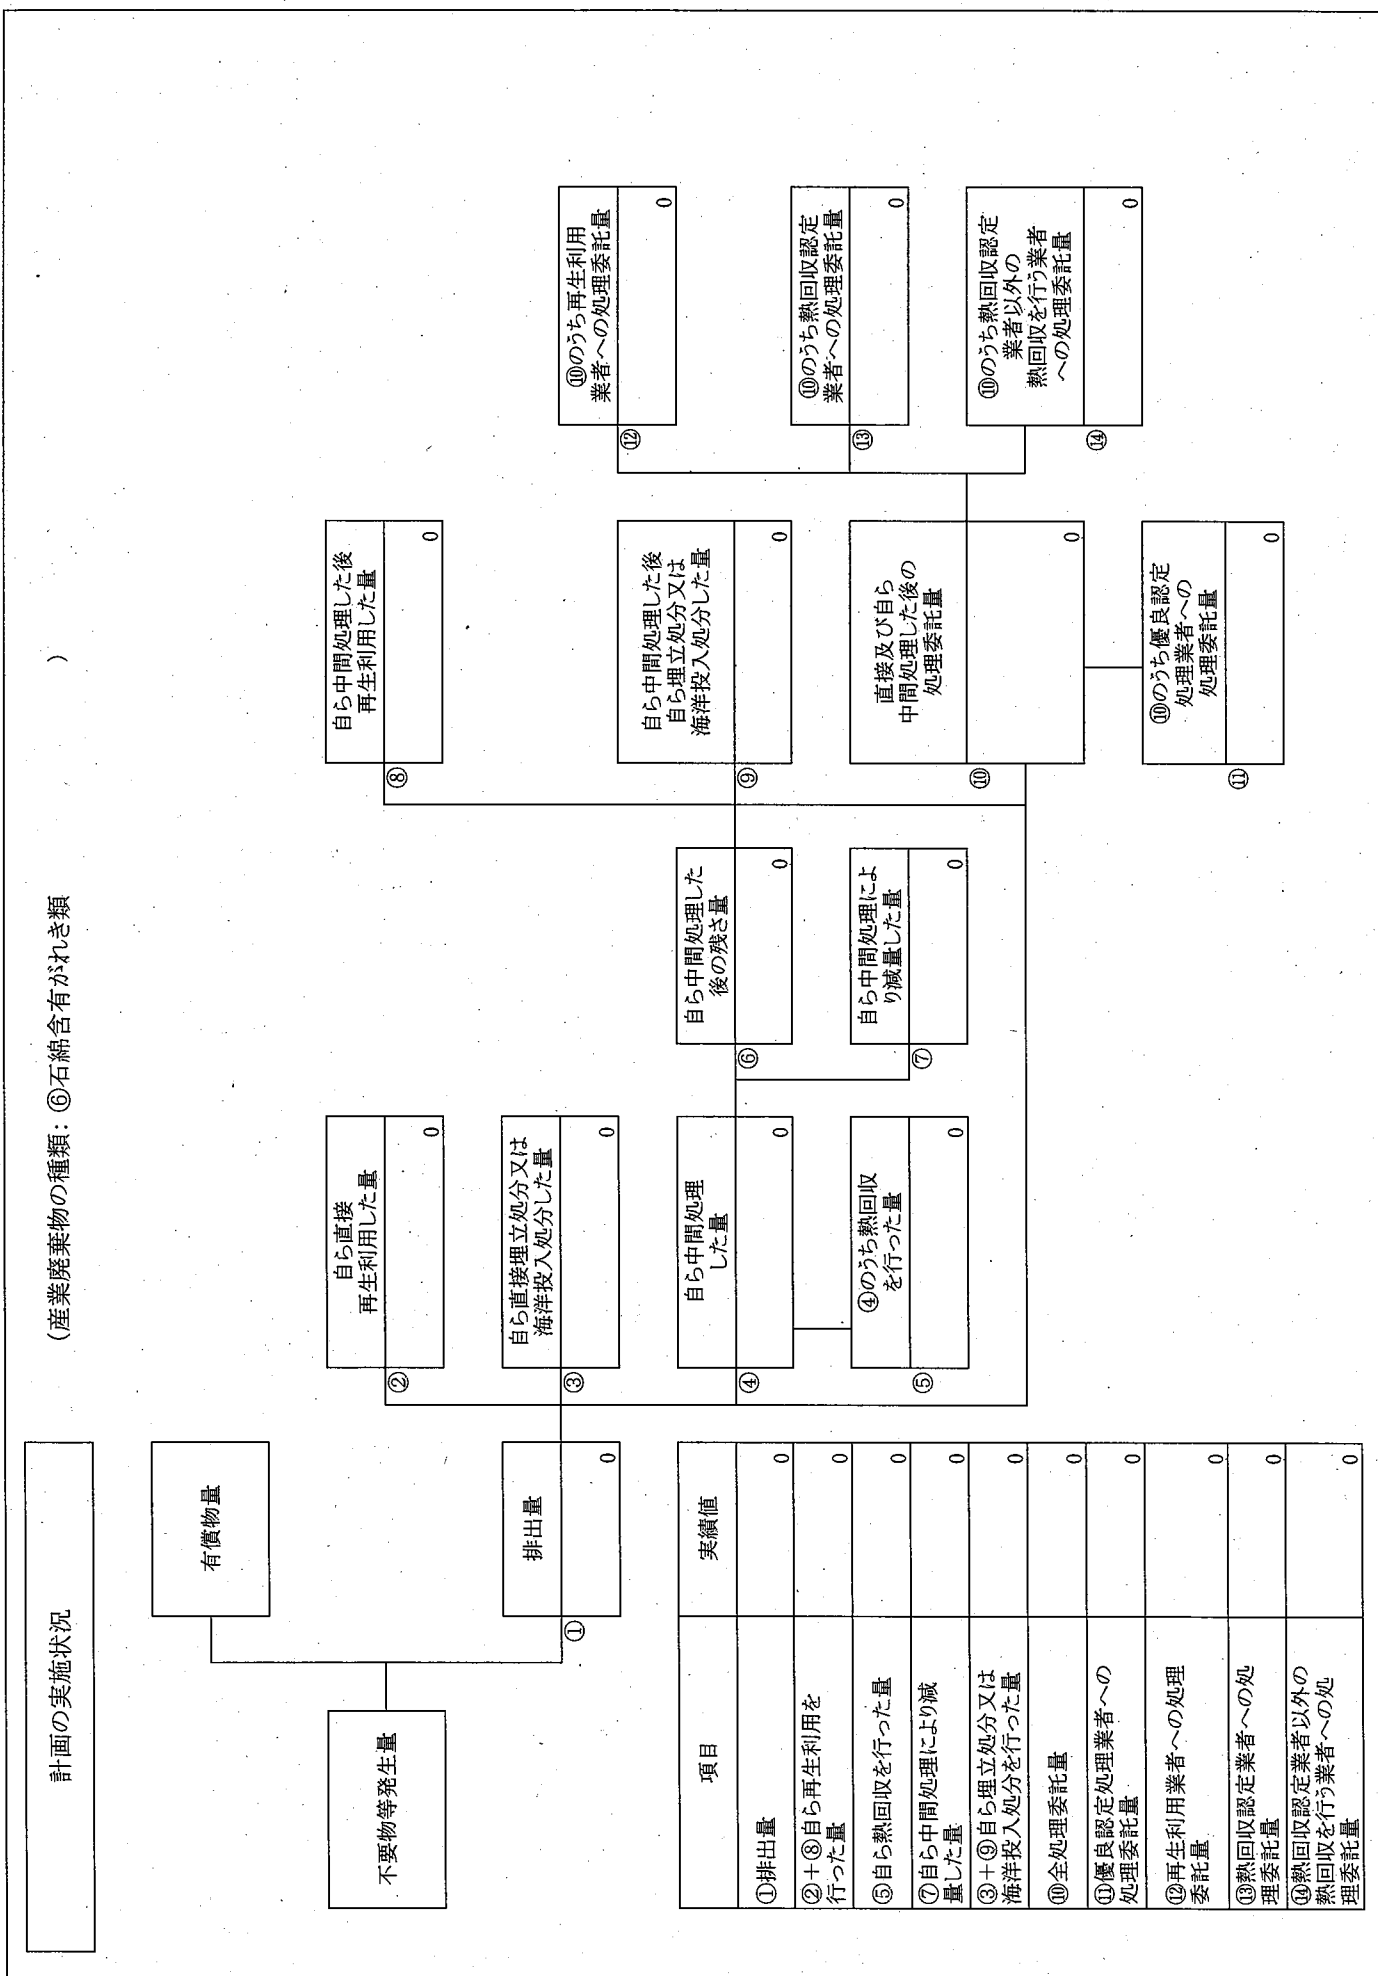 計画の実施状況
(産業廃棄物の種類：⑥石綿含有がれき類　　　　　)
不要物等発生量
有償物量
①
排出量
0
②
自ら直接
再生利用した量
0
③
自ら直接埋立処分又は
海洋投入処分した量
0
④
自ら中間処理
した量
0
⑤
④のうち熱回収
を行った量
0
⑥
自ら中間処理した
後の残さ量
0
⑦
自ら中間処理によ
り減量した量
0
⑧
自ら中間処理した後
再生利用した量
0
⑨
自ら中間処理した後
自ら埋立処分又は
海洋投入処分した量
0
⑩
直接及び自ら
中間処理した後の
処理委託量
0
⑪
⑩のうち優良認定
処理業者への
処理委託量
0
⑫
⑩のうち再生利用
業者への処理委託量
0
⑬
⑩のうち熱回収認定
業者への処理委託量
0
⑭
⑩のうち熱回収認定
業者以外の
熱回収を行う業者
への処理委託量
0
項目 実績値
①排出量 0
②＋⑧自ら再生利用を
行った量 0
⑤自ら熱回収を行った量 0
⑦自ら中間処理により減
量した量 0
③＋⑨自ら埋立処分又は
海洋投入処分を行った量 0
⑩全処理委託量 0
⑪優良認定処理業者への
処理委託量 0
⑫再生利用業者への処理
委託量 0
⑬熱回収認定業者への処
理委託量 0
⑭熱回収認定業者以外の
熱回収を行う業者への処
理委託量 0